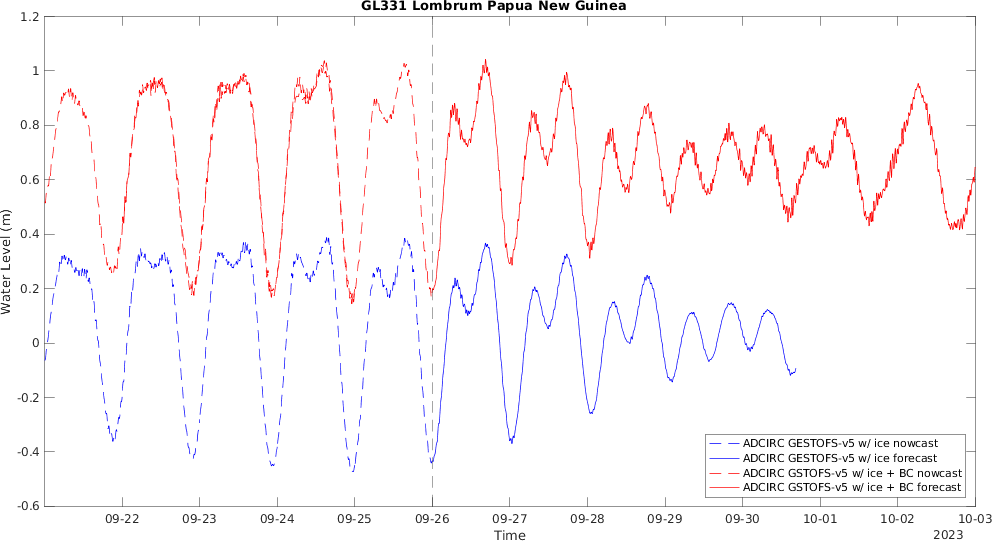 GL331 Lombrum Papua New Guinea
1.2
1
0.8
0.6
0.4
0.2
0
-0.2
-0.4
-0.6
Water Level (m)
ADCIRC GESTOFS-v5 w/ ice nowcast
ADCIRC GESTOFS-v5 w/ ice forecast
ADCIRC GSTOFS-v5 w/ ice + BC nowcast
ADCIRC GSTOFS-v5 w/ ice + BC forecast
09-22 09-23 09-24 09-25 09-26 09-27 09-28 09-29 09-30 10-01 10-02 10-03
Time
2023